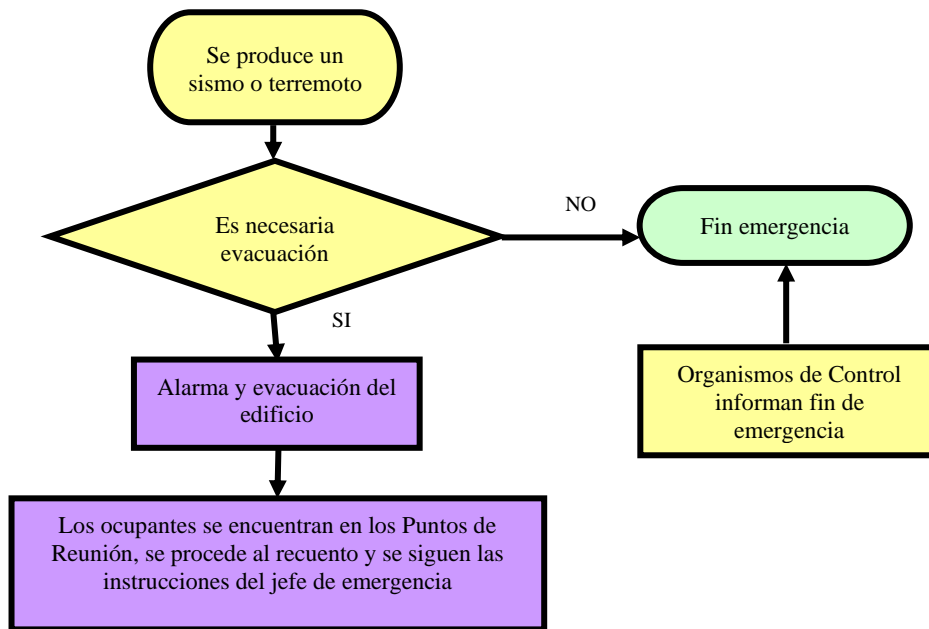 Se produce un
sismo o terremoto
Es necesaria
evacuación
NO
Fin emergencia
SI
Alarma y evacuación del
edificio
Organismos de Control
informan fin de
emergencia
Los ocupantes se encuentran en los Puntos de
Reunión, se procede al recuento y se siguen las
instrucciones del jefe de emergencia